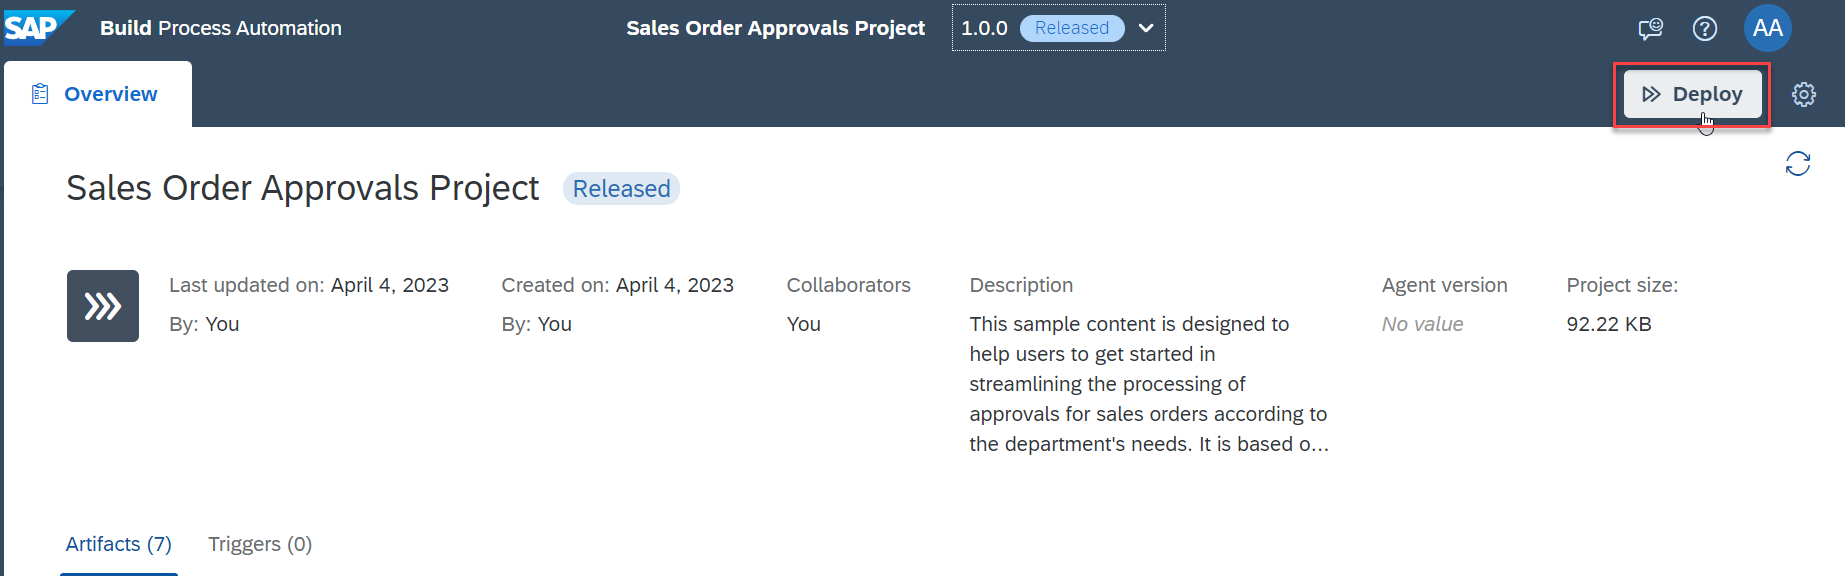 SAP
Build Process Automation
Sales Order Approvals Project
1.0.0 Released
AA
Overview
Deploy
Sales Order Approvals Project Released
Last updated on: April 4, 2023
By: You
Created on: April 4, 2023
By: You
Collaborators
You
Description
This sample content is designed to
help users to get started in
streamlining the processing of
approvals for sales orders according to
the department's needs. It is based o...
Agent version
No value
Project size:
92.22 KB
Artifacts (7)
Triggers (0)